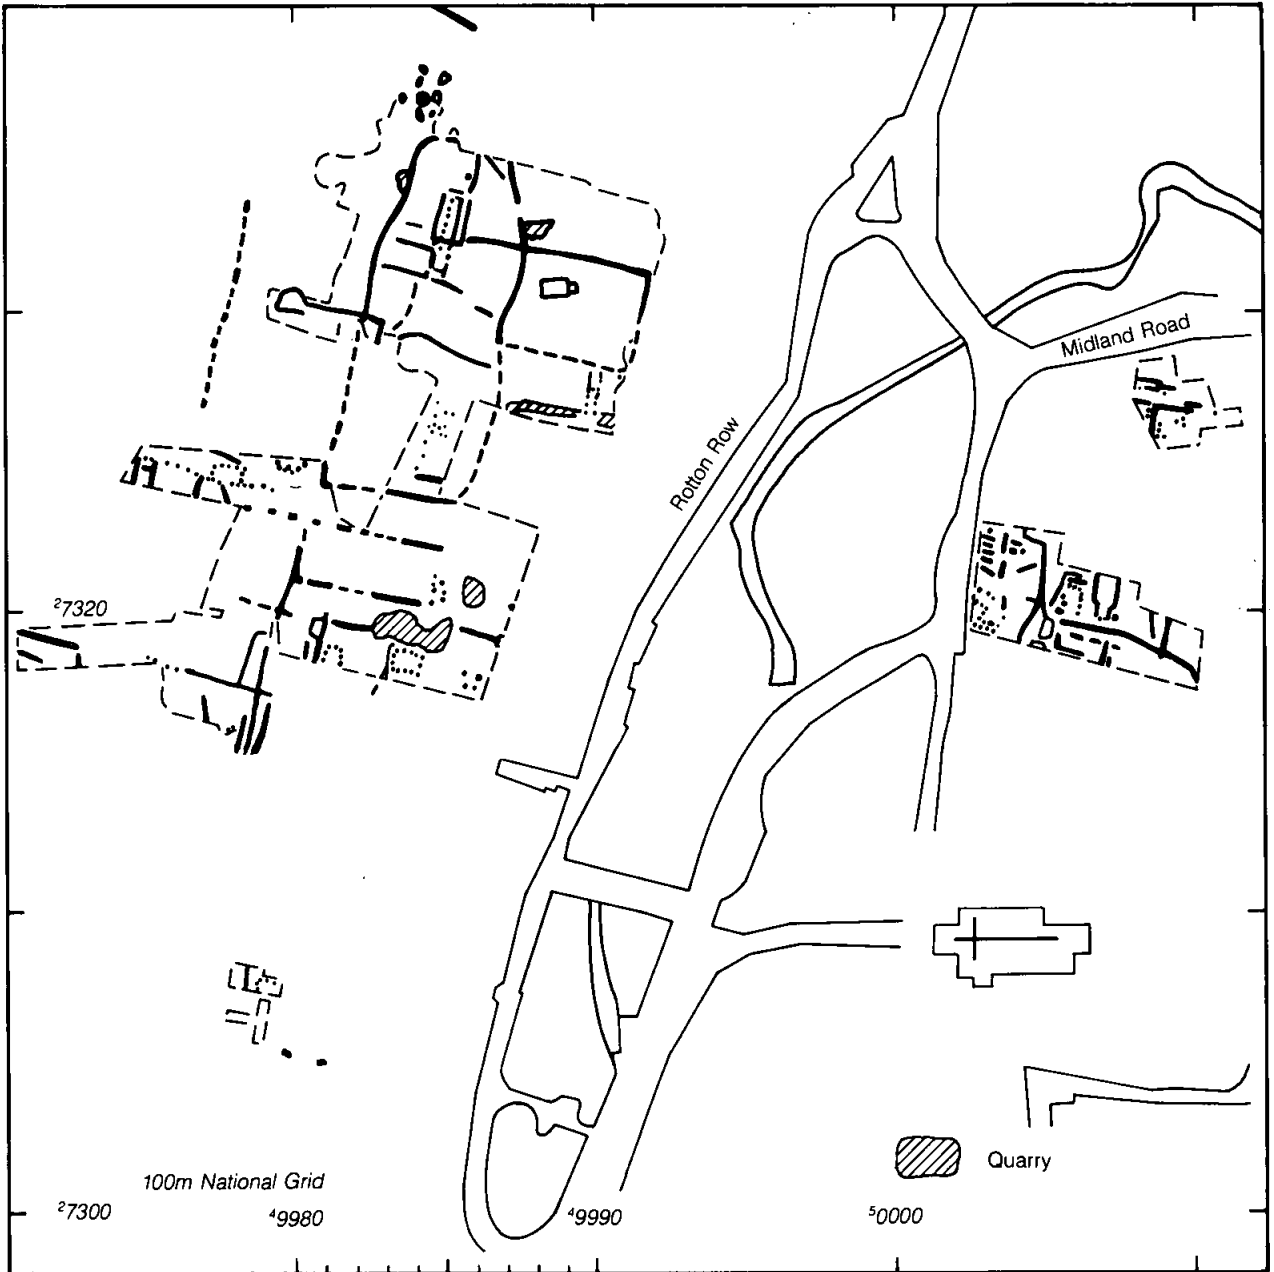 Midland Road
Rotton Row
²7320
Quarry
100m National Grid
²7300
⁴9980
⁴9990
⁵0000